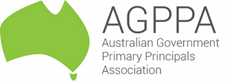 AGPPA
Australian Government
Primary Principals
Association